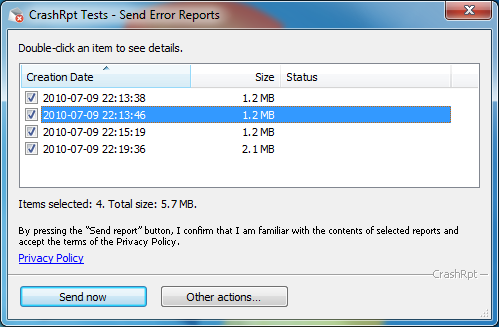 CrashRpt Tests - Send Error Reports
Double-click an item to see details.
Creation Date Size Status
2010-07-09 22:13:38 1.2 MB
2010-07-09 22:13:46 1.2 MB
2010-07-09 22:15:19 1.2 MB
2010-07-09 22:19:36 2.1 MB
Items selected: 4. Total size: 5.7 MB.
By pressing the "Send report" button, I confirm that I am familiar with the contents of selected reports and
accept the terms of the Privacy Policy.
Privacy Policy
CrashRpt
Send now Other actions...